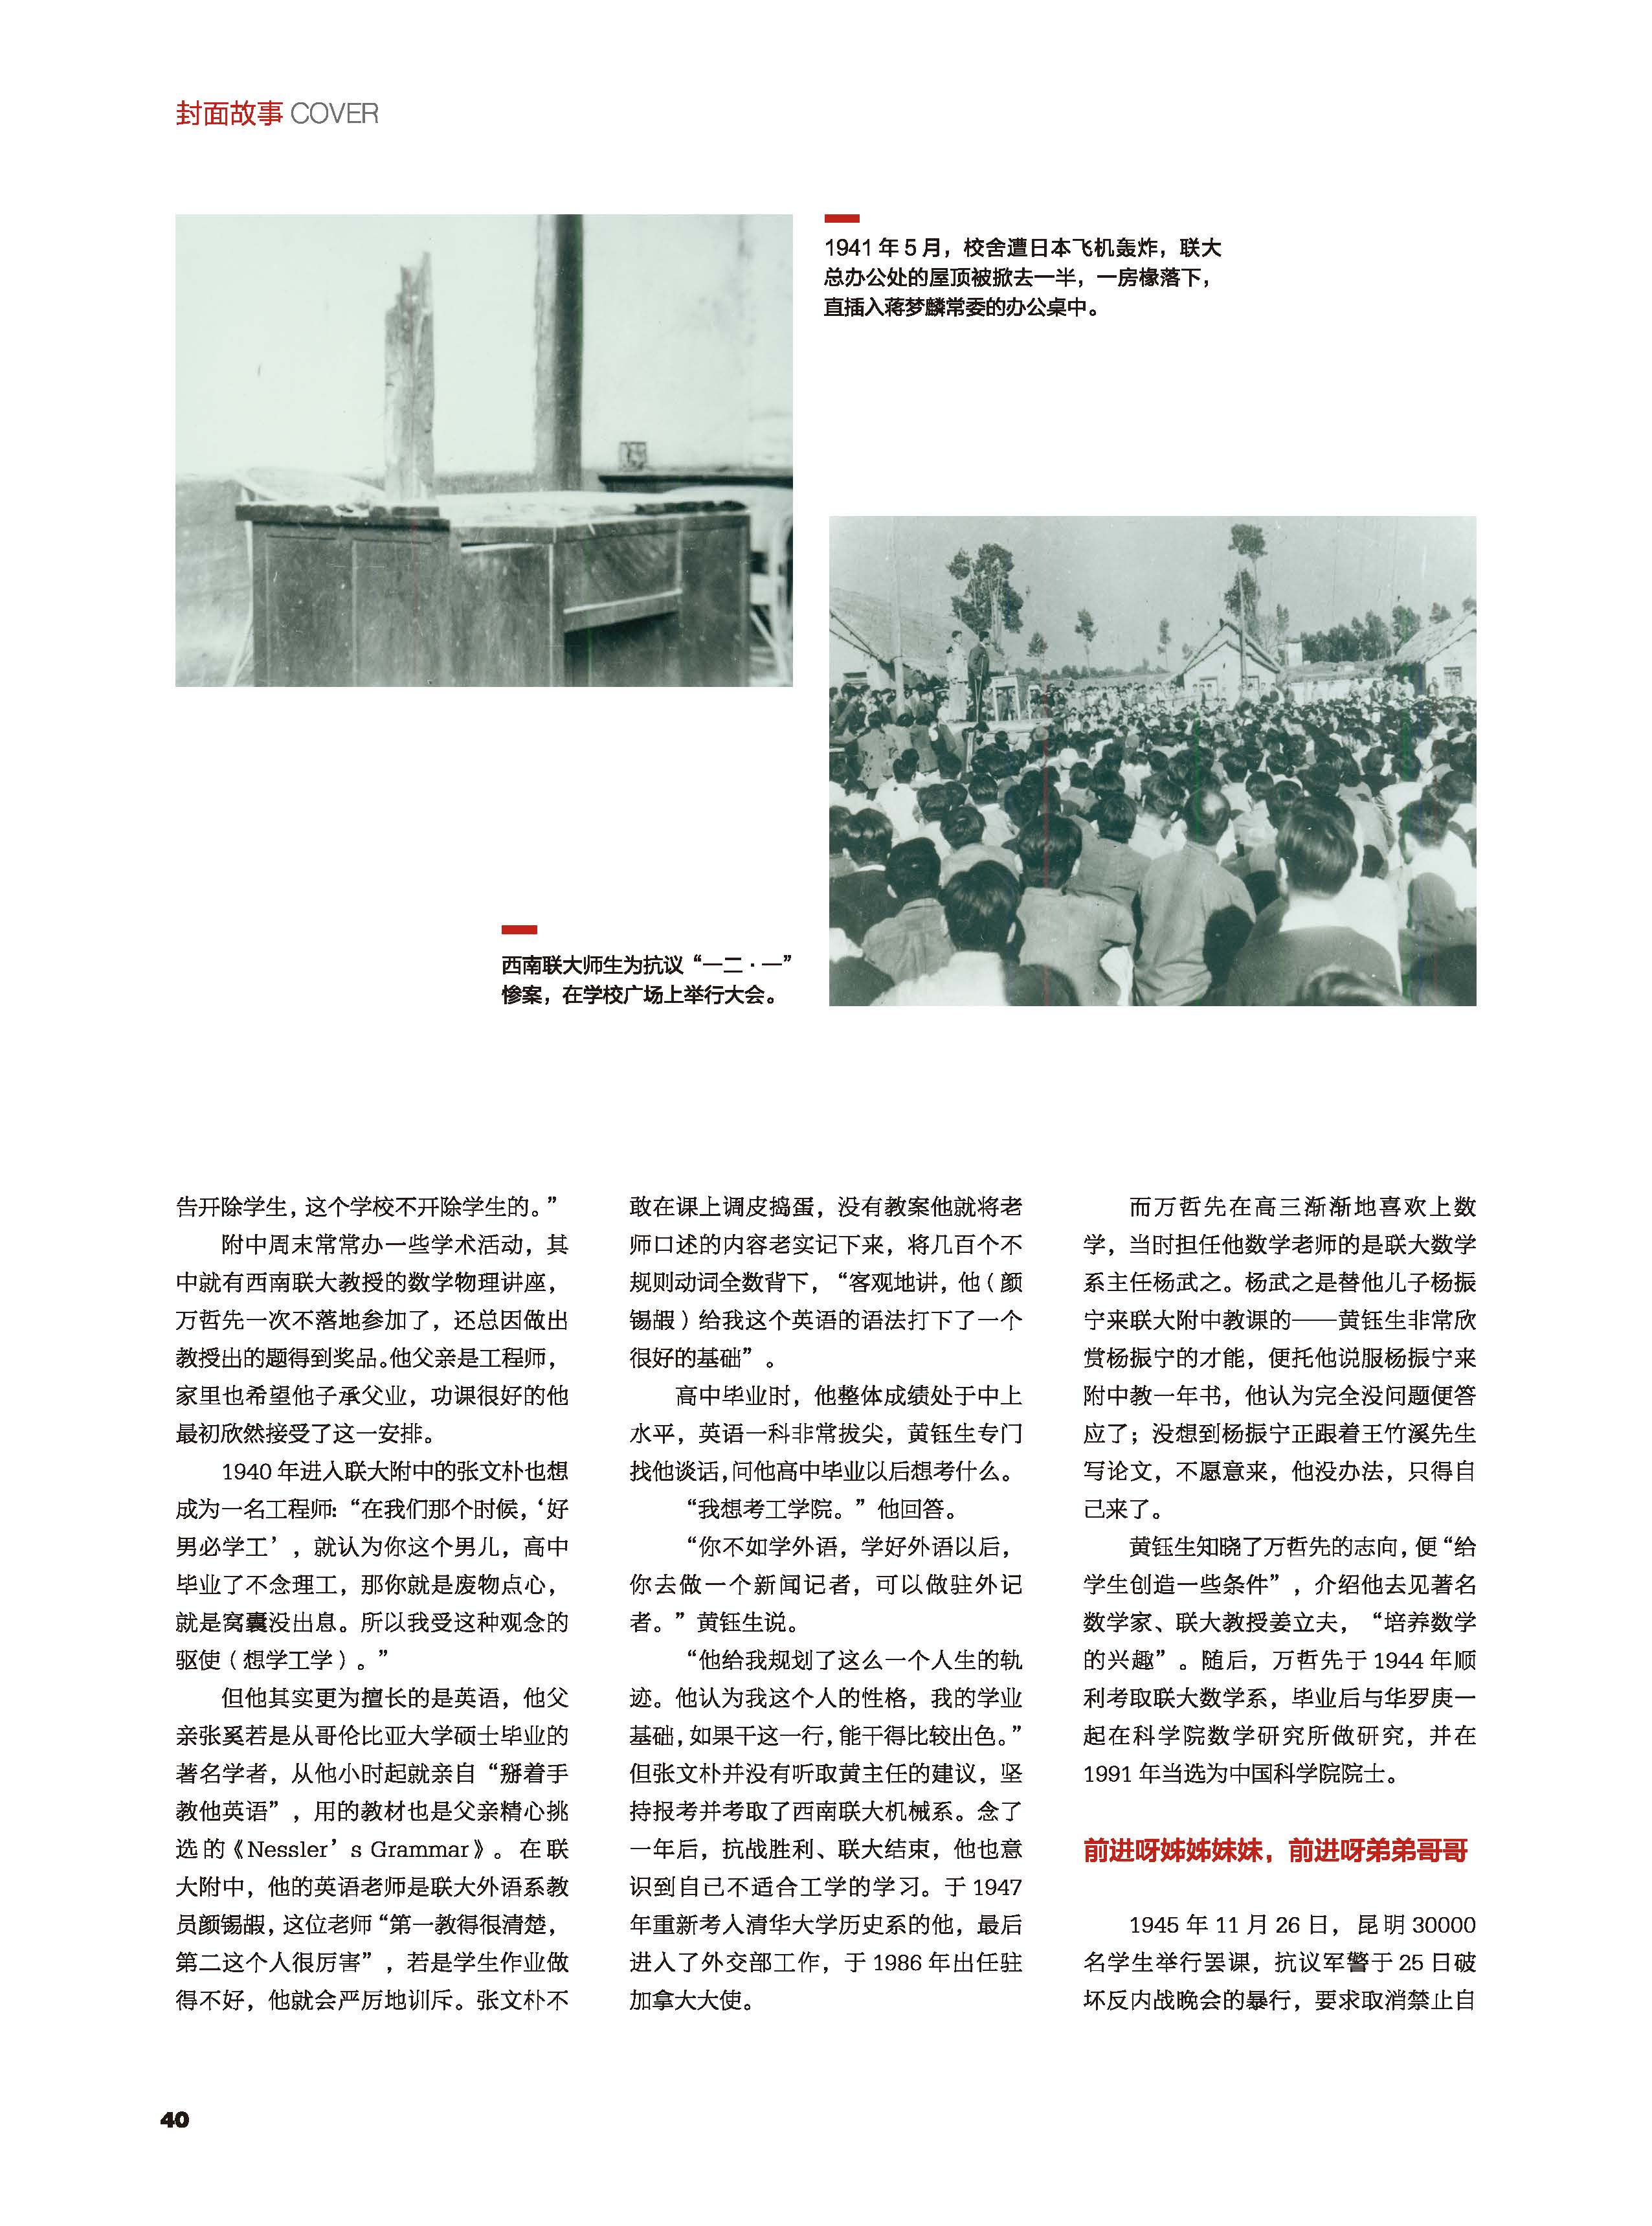 封面故事 COVER
1941 年 5 月，校舍遭日本飞机轰炸，联大
总办公处的屋顶被掀去一半，一房椽落下，
直插入蒋梦麟常委的办公桌中。
西南联大师生为抗议“一二·一”
惨案，在学校广场上举行大会。
告开除学生，这个学校不开除学生的。”
附中周末常常办一些学术活动，其
中就有西南联大教授的数学物理讲座，
万哲先一次不落地参加了，还总因做出
教授出的题得到奖品。他父亲是工程师，
家里也希望他子承父业，功课很好的他
最初欣然接受了这一安排。
1940 年进入联大附中的张文朴也想
成为一名工程师：“在我们那个时候，‘好
男必学工’，就认为你这个男儿，高中
毕业了不念理工，那你就是废物点心，
就是窝囊没出息。所以我受这种观念的
驱使（想学工学）。”
但他其实更为擅长的是英语，他父
亲张奚若是从哥伦比亚大学硕士毕业的
著名学者，从他小时起就亲自“掰着手
教他英语”，用的教材也是父亲精心挑
选的《Nessler’s Grammar》。在联
大附中，他的英语老师是联大外语系教
员颜锡嘏，这位老师“第一教得很清楚，
第二这个人很厉害”，若是学生作业做
得不好，他就会严厉地训斥。张文朴不
敢在课上调皮捣蛋，没有教案他就将老
师口述的内容老实记下来，将几百个不
规则动词全数背下，“客观地讲，他（颜
锡嘏）给我这个英语的语法打下了一个
很好的基础”。
高中毕业时，他整体成绩处于中上
水平，英语一科非常拔尖，黄钰生专门
找他谈话，问他高中毕业以后想考什么。
“我想考工学院。”他回答。
“你不如学外语，学好外语以后，
你去做一个新闻记者，可以做驻外记
者。”黄钰生说。
“他给我规划了这么一个人生的轨
迹。他认为我这个人的性格，我的学业
基础，如果干这一行，能干得比较出色。”
但张文朴并没有听取黄主任的建议，坚
持报考并考取了西南联大机械系。念了
一年后，抗战胜利、联大结束，他也意
识到自己不适合工学的学习。于 1947
年重新考入清华大学历史系的他，最后
进入了外交部工作，于 1986 年出任驻
加拿大大使。
而万哲先在高三渐渐地喜欢上数
学，当时担任他数学老师的是联大数学
系主任杨武之。杨武之是替他儿子杨振
宁来联大附中教课的——黄钰生非常欣
赏杨振宁的才能，便托他说服杨振宁来
附中教一年书，他认为完全没问题便答
应了；没想到杨振宁正跟着王竹溪先生
写论文，不愿意来，他没办法，只得自
己来了。
黄钰生知晓了万哲先的志向，便“给
学生创造一些条件”，介绍他去见著名
数学家、联大教授姜立夫，“培养数学
的兴趣”。随后，万哲先于 1944 年顺
利考取联大数学系，毕业后与华罗庚一
起在科学院数学研究所做研究，并在
1991 年当选为中国科学院院士。
前进呀姊姊妹妹，前进呀弟弟哥哥
1945 年 11 月 26 日，昆明 30000
名学生举行罢课，抗议军警于 25 日破
坏反内战晚会的暴行，要求取消禁止自
40